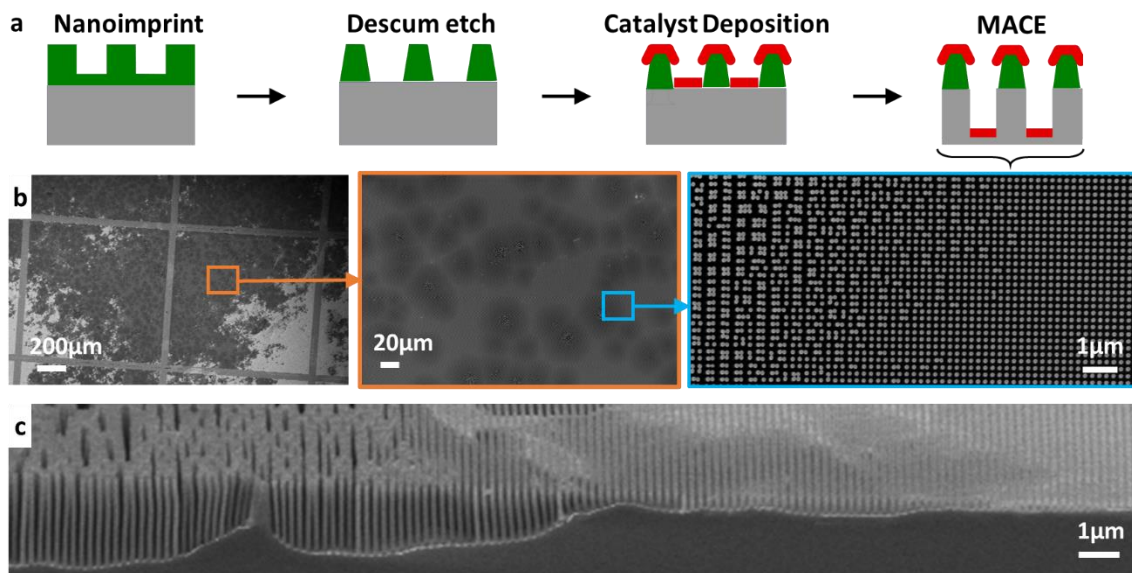 a
Nanoimprint
Descum etch
Catalyst Deposition
MACE
b
200µm
20µm
1µm
c
1µm